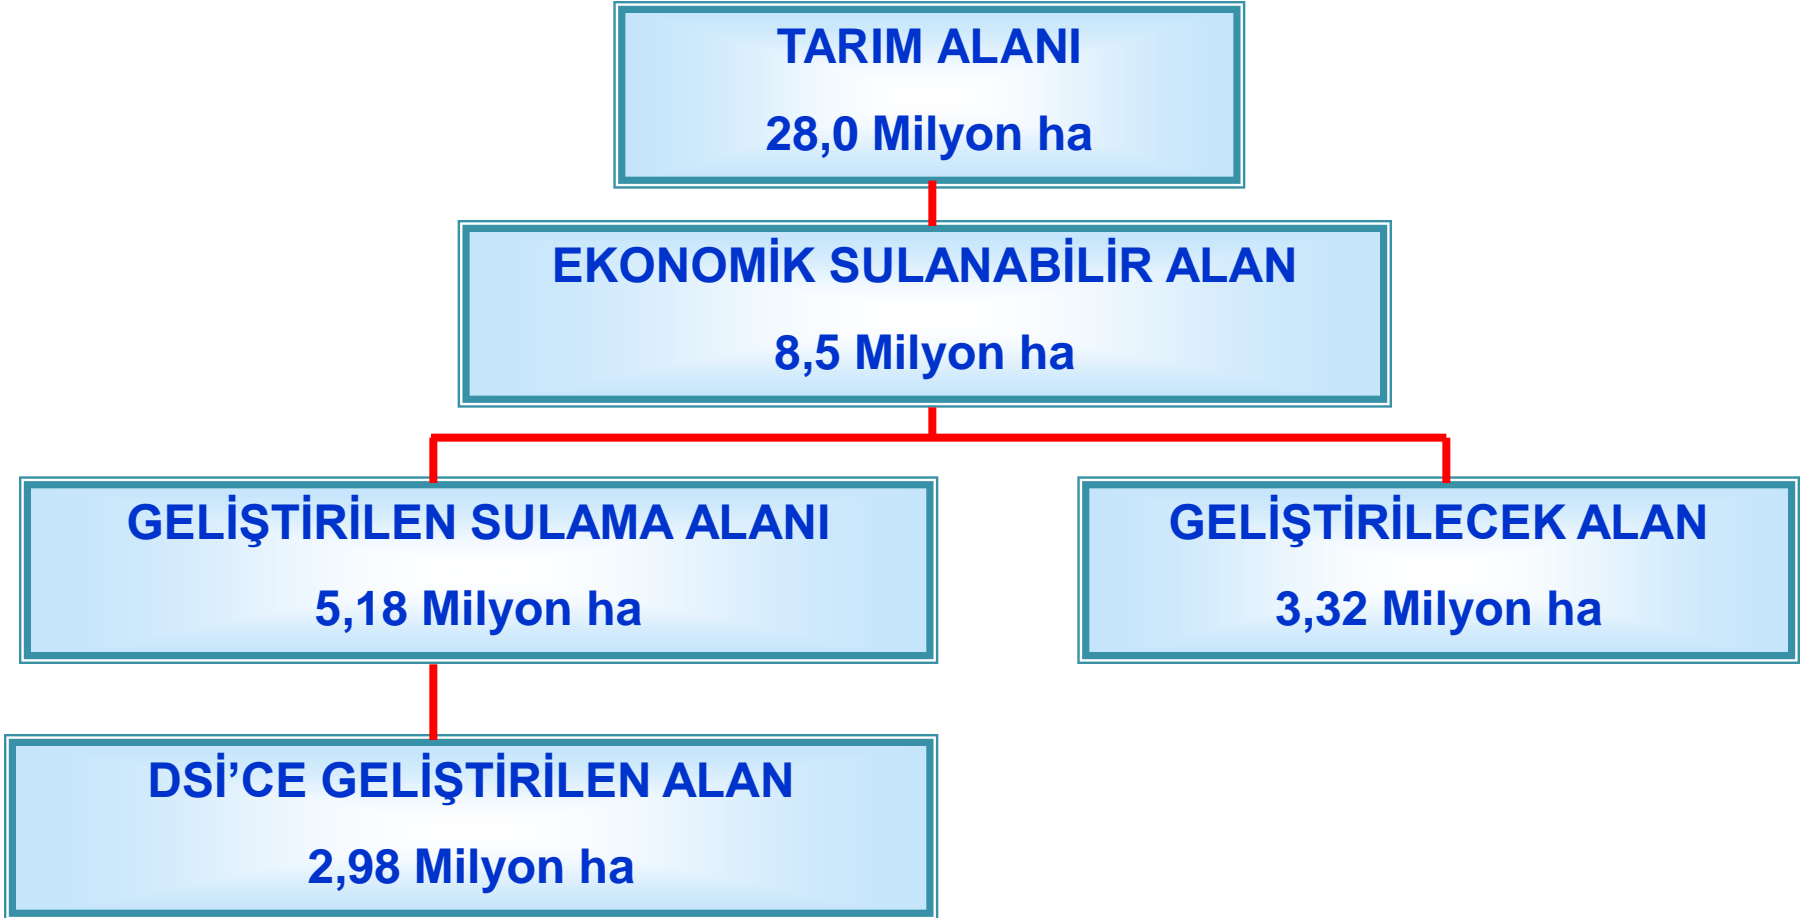 TARIM ALANI
28,0 Milyon ha
EKONOMİK SULANABİLİR ALAN
8,5 Milyon ha
GELİŞTİRİLEN SULAMA ALANI
5,18 Milyon ha
GELİŞTİRİLECEK ALAN
3,32 Milyon ha
DSİ’CE GELİŞTİRİLEN ALAN
2,98 Milyon ha